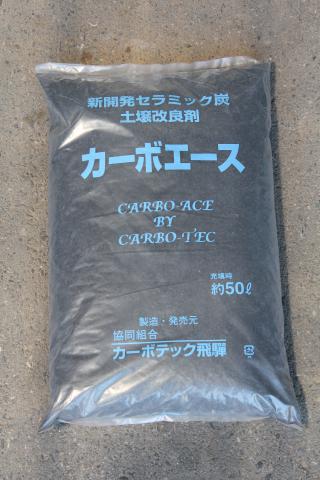 新開発セラミック炭
土壌改良剤
カーボエース
CARBO-ACE
BY
CARBO-TEC
充填時
約50ℓ
製造・発売元
協同組合
カーボテック飛騨